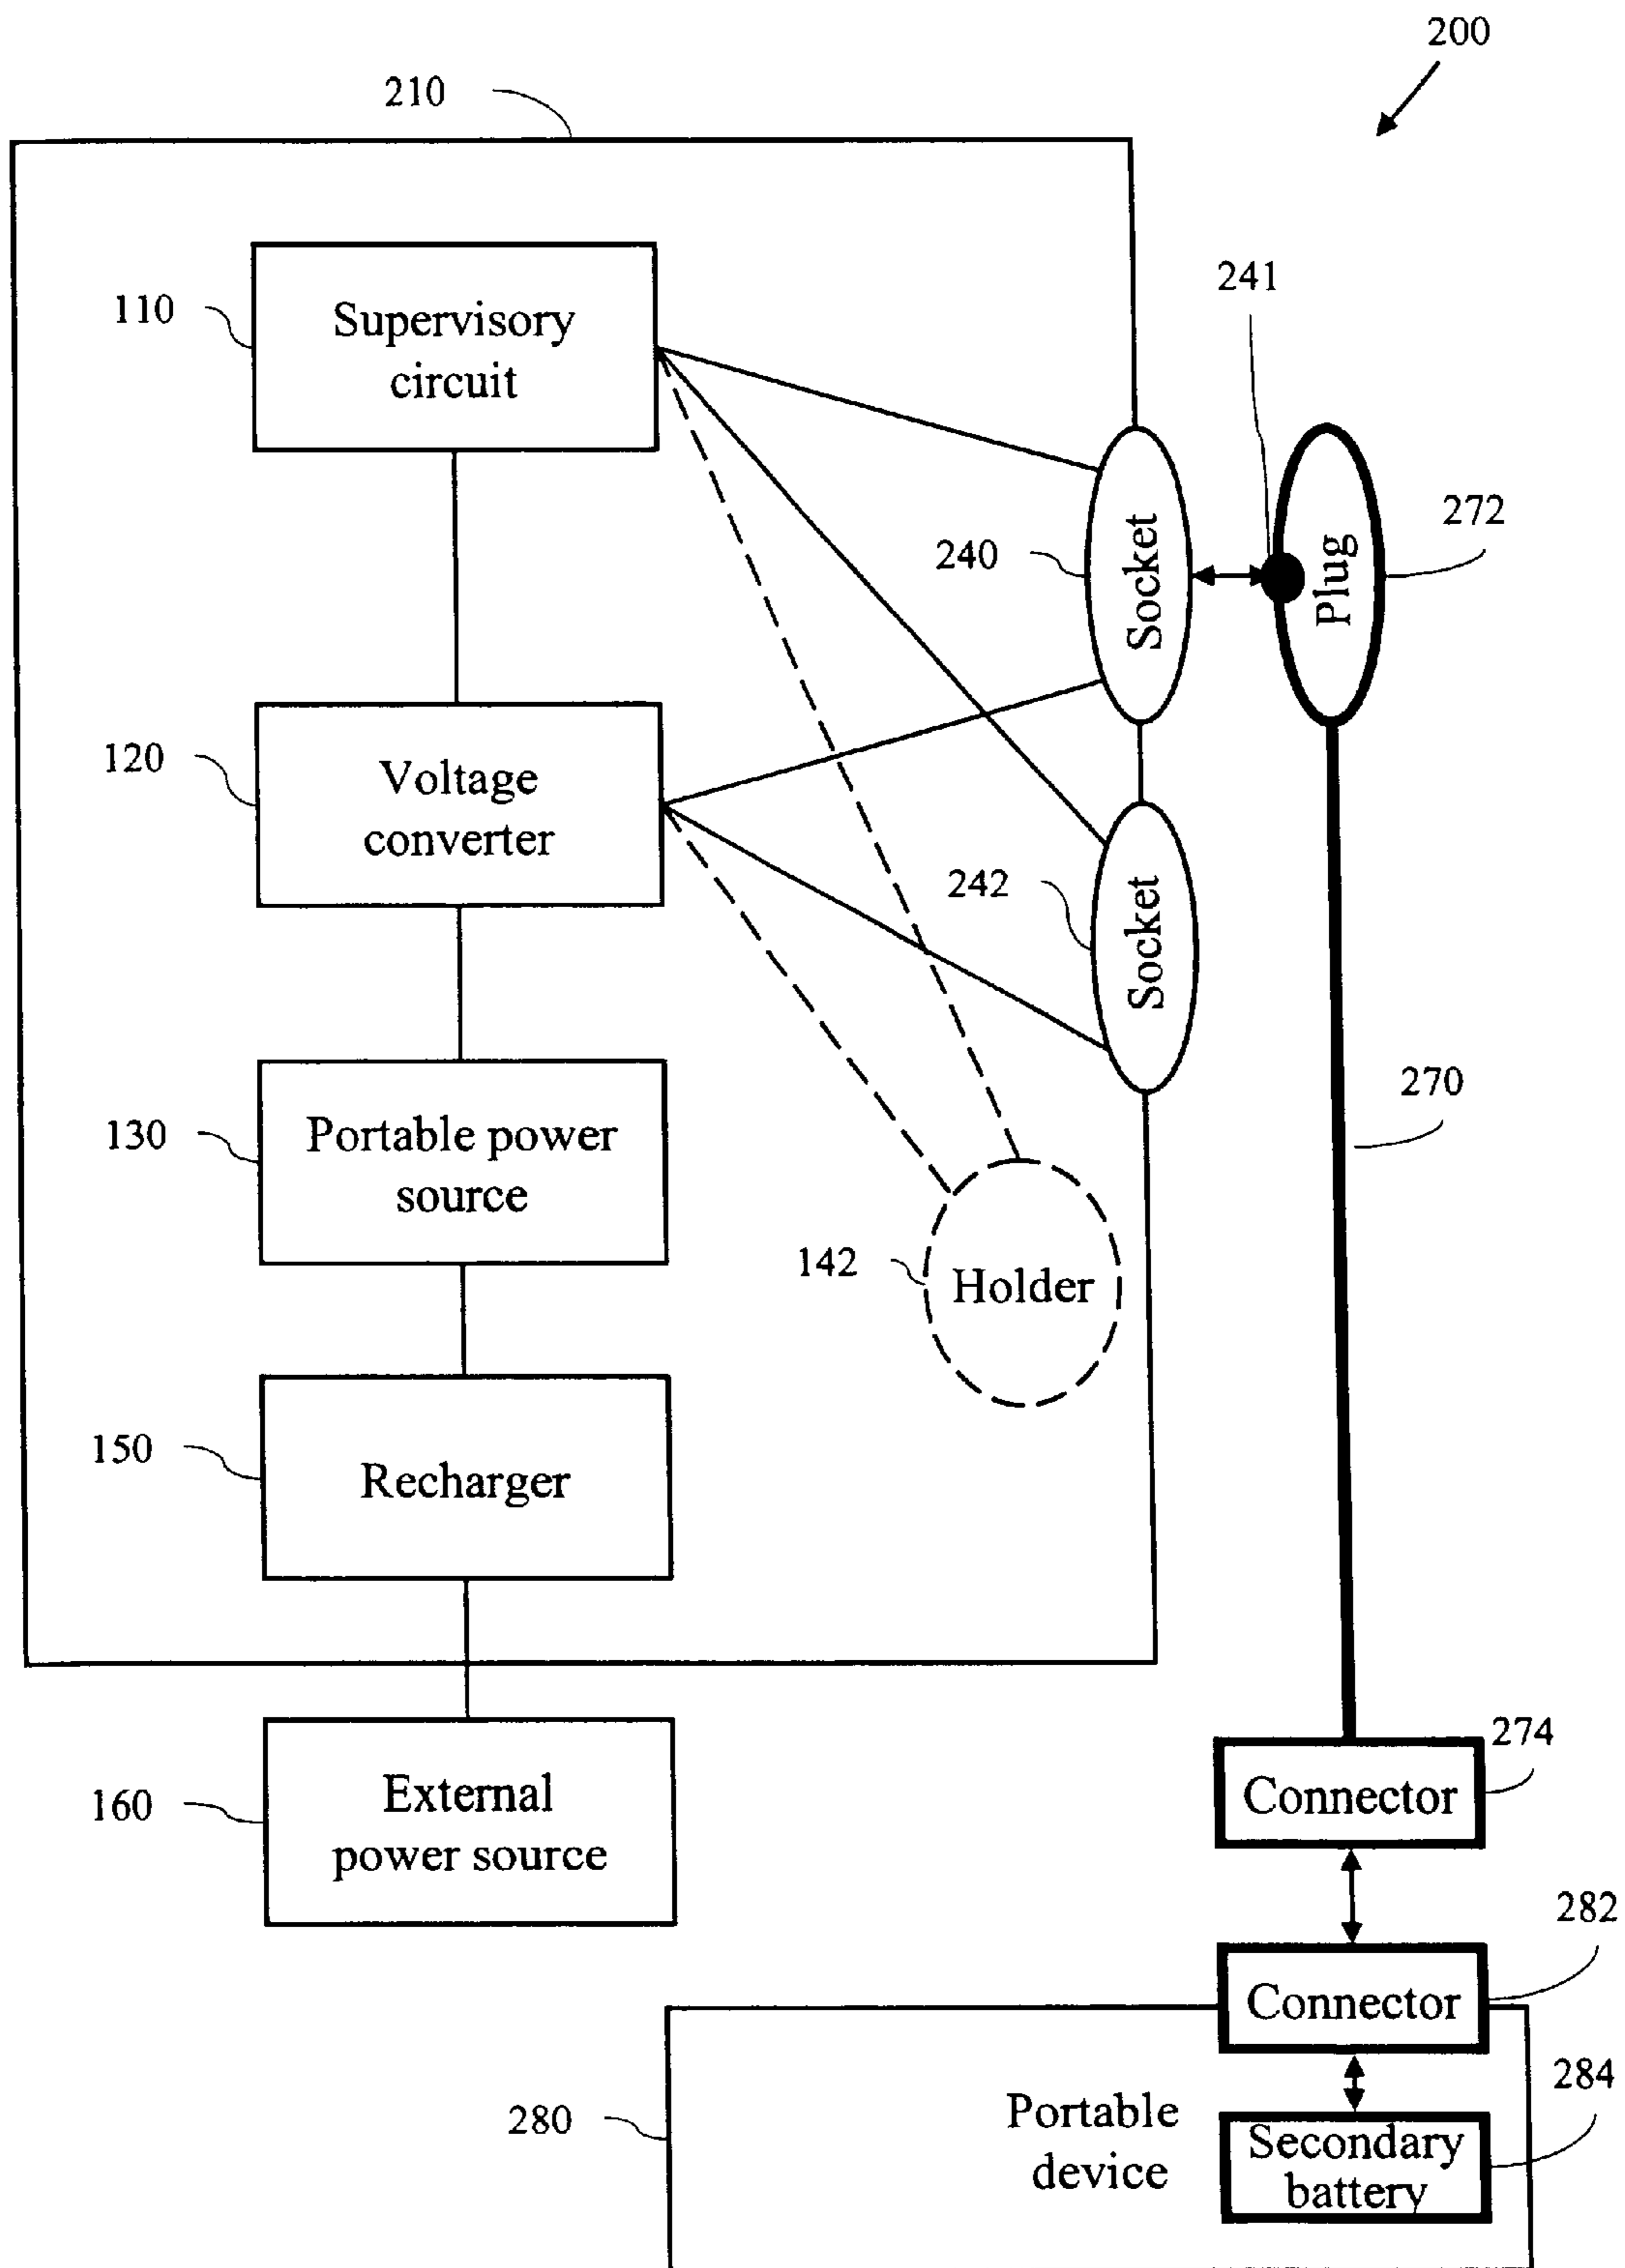 200
210
241
110
Supervisory
circuit
240
Socket
Plug
272
120
Voltage
converter
242
Socket
270
130
Portable power
source
142
Holder
150
Recharger
274
Connector
160
External
power source
282
Connector
284
280
Portable
device
Secondary
battery